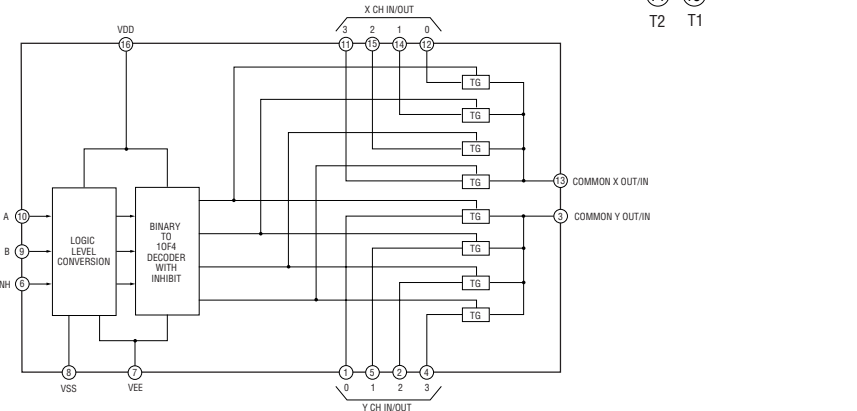 X CH IN/OUT
T2 T1
VDD
3 2 1 0
16
11 15 14 12
TG
TG
TG
TG
13 COMMON X OUT/IN
A 10
TG
3 COMMON Y OUT/IN
B 9
LOGIC
LEVEL
CONVERSION
BINARY
TO
1OF4
DECODER
WITH
INHIBIT
TG
NH 6
TG
TG
8 7 1 5 2 4
VSS VEE 0 1 2 3
Y CH IN/OUT